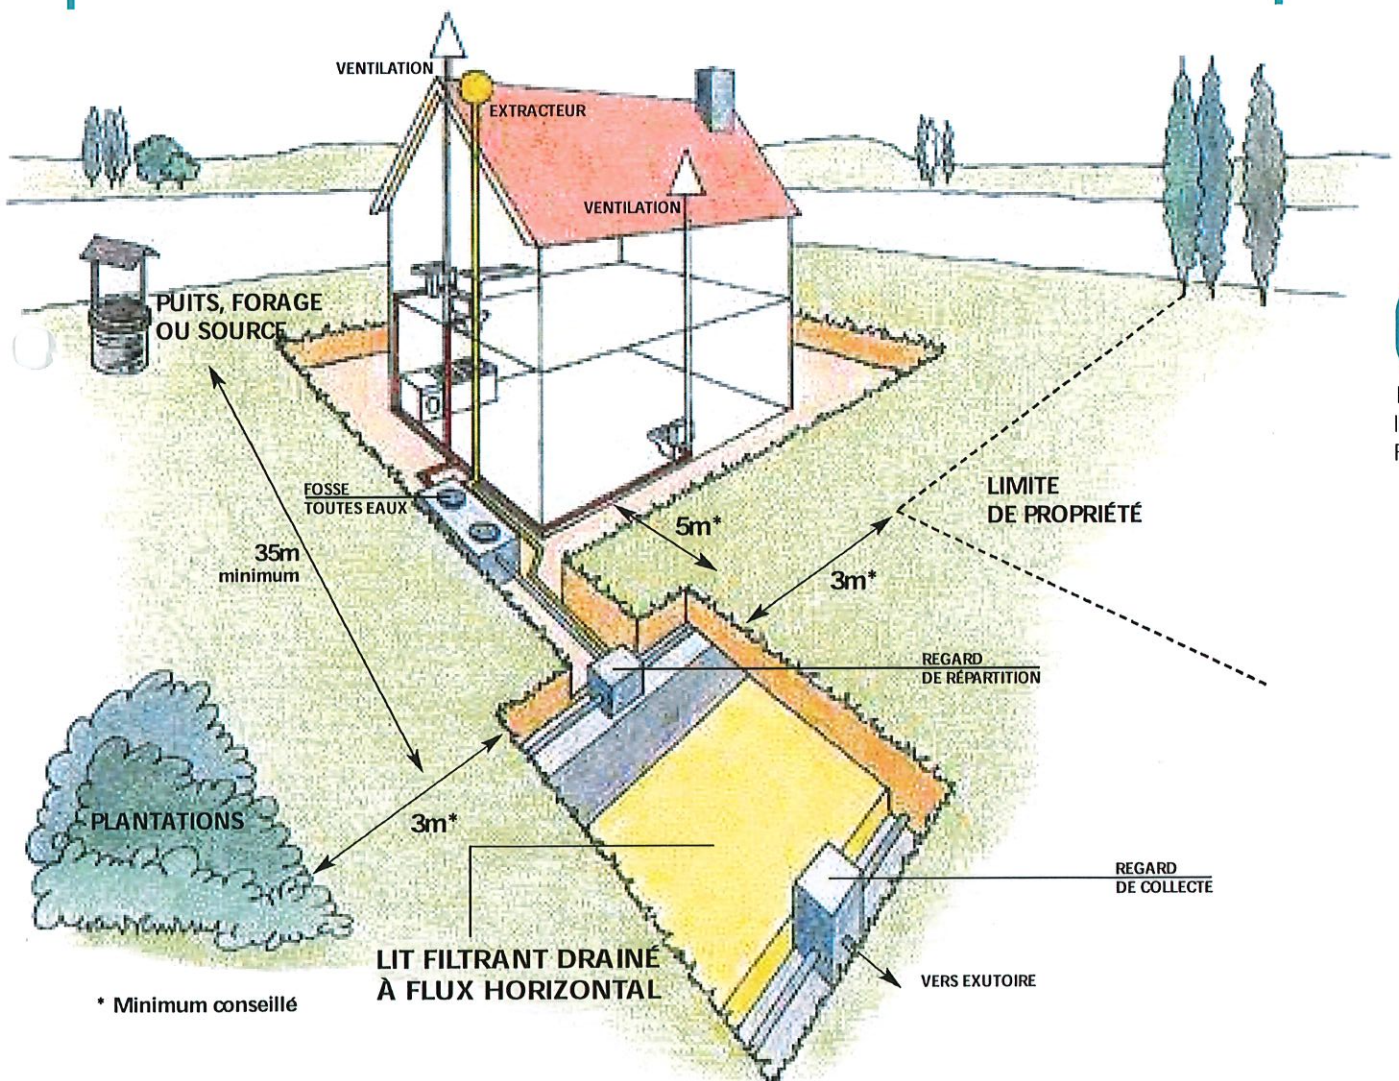 VENTILATION
EXTRACTEUR
VENTILATION
PUITS, FORAGE
OU SOURCE
FOSSE
TOUTES EAUX
35m
minimum
5m*
LIMITE
DE PROPRIÉTÉ
3m*
REGARD
DE RÉPARTITION
PLANTATIONS
3m*
REGARD
DE COLLECTE
LIT FILTRANT DRAINÉ
À FLUX HORIZONTAL
VERS EXUTOIRE
* Minimum conseillé